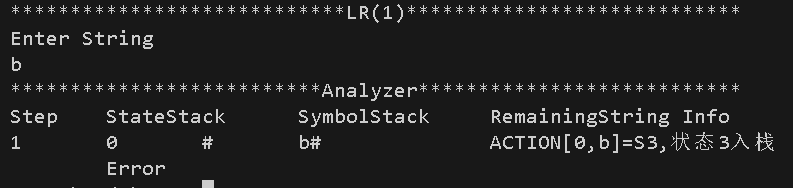 ****************************LR(1)****************************
Enter String
b
**************************Analyzer***************************
Step    StateStack      SymbolStack     RemainingString Info
1       0       #       b#              ACTION[0,b]=S3,状态3入栈
        Error